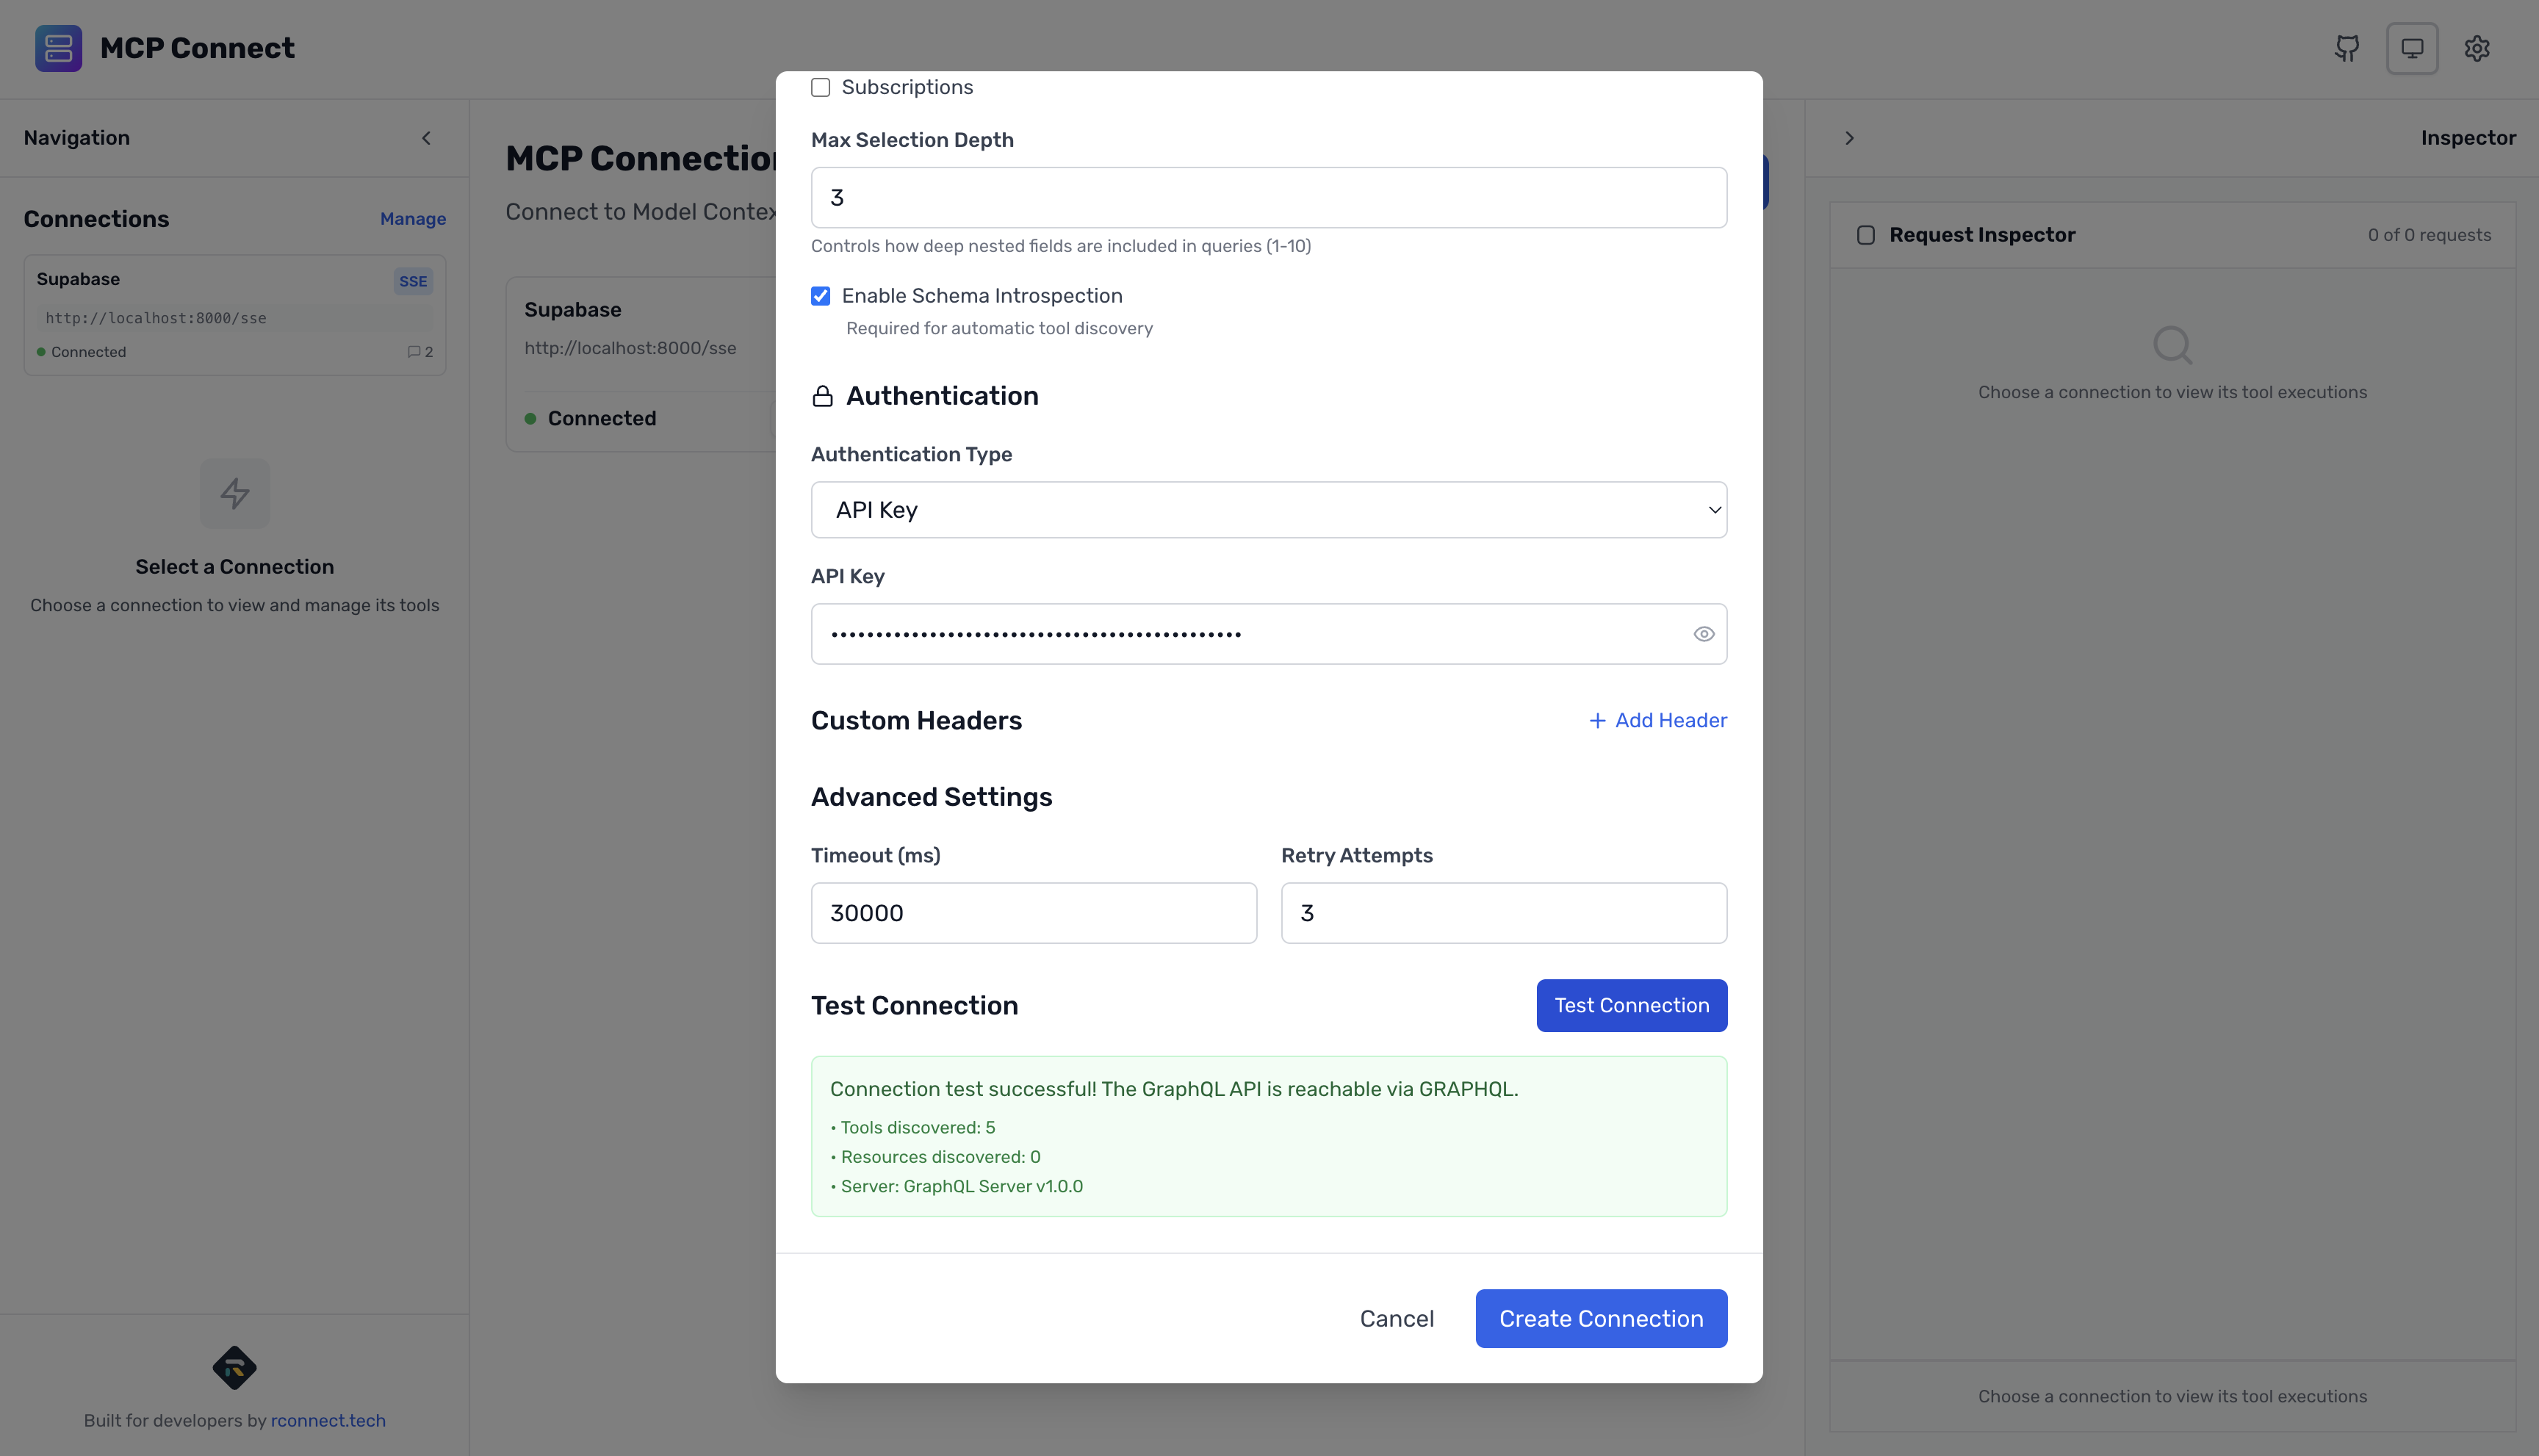 MCP Connect
Navigation
Connections
Manage
Supabase
SSE
http://localhost:8000/sse
Connected
2
Select a Connection
Choose a connection to view and manage its tools
Built for developers by rconnect.tech
MCP Connection
Connect to Model Contex
Supabase
http://localhost:8000/sse
Connected
Subscriptions
Max Selection Depth
3
Controls how deep nested fields are included in queries (1-10)
Enable Schema Introspection
Required for automatic tool discovery
Authentication
Authentication Type
API Key
API Key
••••••••••••••••••••••••••••••••••••••••••••••
Custom Headers
+ Add Header
Advanced Settings
Timeout (ms)
Retry Attempts
30000
3
Test Connection
Test Connection
Connection test successful! The GraphQL API is reachable via GRAPHQL.
• Tools discovered: 5
• Resources discovered: 0
• Server: GraphQL Server v1.0.0
Cancel
Create Connection
Inspector
Request Inspector
0 of 0 requests
Choose a connection to view its tool executions
Choose a connection to view its tool executions